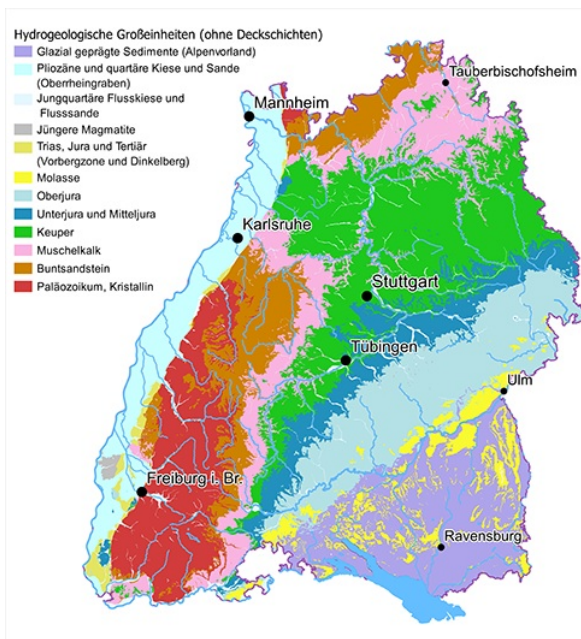 Hydrogeologische Großeinheiten (ohne Deckschichten)
Glazial geprägte Sedimente (Alpenvorland)
Pliozäne und quartäre Kiese und Sande
(Oberrheingraben)
Jungquartäre Flusskiese und
Flusssande
Jüngere Magmatite
Trias, Jura und Tertiär
(Vorbergzone und Dinkelberg)
Molasse
Oberjura
Unterjura und Mitteljura
Keuper
Muschelkalk
Buntsandstein
Paläozoikum, Kristallin
Tauberbischofsheim
Mannheim
Karlsruhe
Stuttgart
Tübingen
Ulm
Freiburg i. Br.
Ravensburg